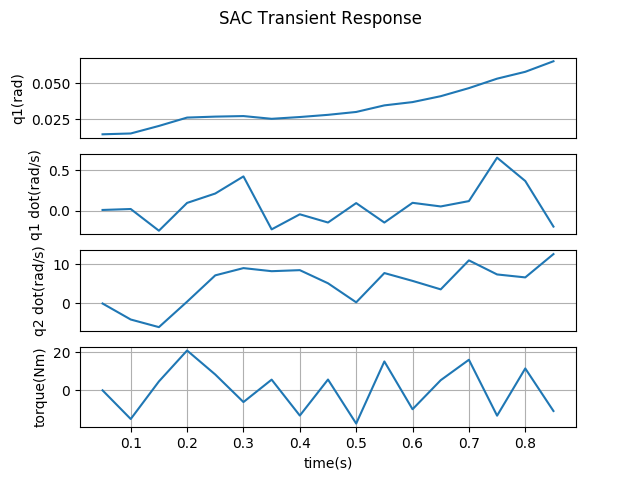 SAC Transient Response
q1(rad)
0.050
0.025
q1 dot(rad/s)
0.5
0.0
q2 dot(rad/s)
10
0
torque(Nm)
20
0
0.1 0.2 0.3 0.4 0.5 0.6 0.7 0.8
time(s)